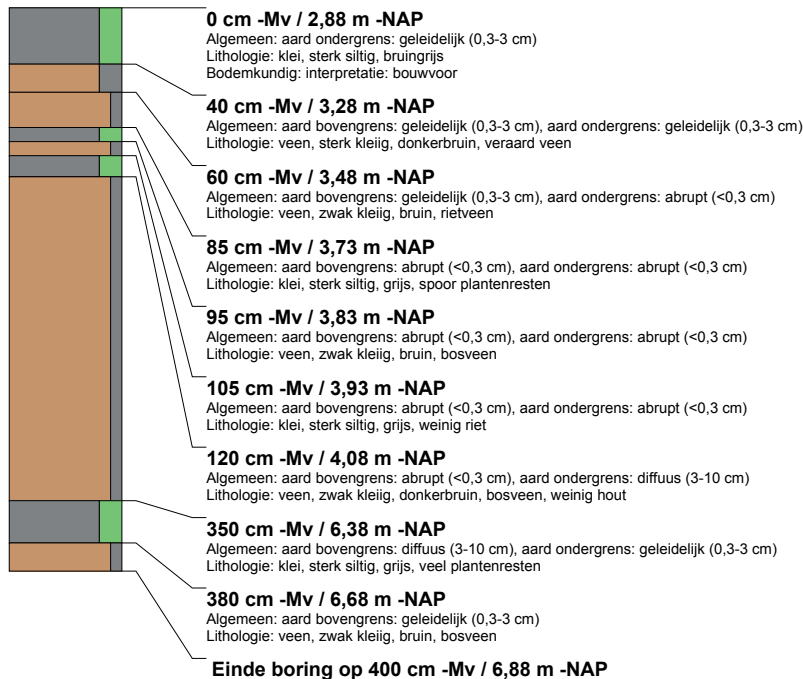 0 cm -Mv / 2,88 m -NAP
Algemeen: aard ondergrens: geleidelijk (0,3-3 cm)
Lithologie: klei, sterk siltig, bruingrijs
Bodemkundig: interpretatie: bouwvoor
40 cm -Mv / 3,28 m -NAP
Algemeen: aard bovengrens: geleidelijk (0,3-3 cm), aard ondergrens: geleidelijk (0,3-3 cm)
Lithologie: veen, sterk kleiig, donkerbruin, veraard veen
60 cm -Mv / 3,48 m -NAP
Algemeen: aard bovengrens: geleidelijk (0,3-3 cm), aard ondergrens: abrupt (<0,3 cm)
Lithologie: veen, zwak kleiig, bruin, rietveen
85 cm -Mv / 3,73 m -NAP
Algemeen: aard bovengrens: abrupt (<0,3 cm), aard ondergrens: abrupt (<0,3 cm)
Lithologie: klei, sterk siltig, grijs, spoor plantenresten
95 cm -Mv / 3,83 m -NAP
Algemeen: aard bovengrens: abrupt (<0,3 cm), aard ondergrens: abrupt (<0,3 cm)
Lithologie: veen, zwak kleiig, bruin, bosveen
105 cm -Mv / 3,93 m -NAP
Algemeen: aard bovengrens: abrupt (<0,3 cm), aard ondergrens: abrupt (<0,3 cm)
Lithologie: klei, sterk siltig, grijs, weinig riet
120 cm -Mv / 4,08 m -NAP
Algemeen: aard bovengrens: abrupt (<0,3 cm), aard ondergrens: diffuus (3-10 cm)
Lithologie: veen, zwak kleiig, donkerbruin, bosveen, weinig hout
350 cm -Mv / 6,38 m -NAP
Algemeen: aard bovengrens: diffuus (3-10 cm), aard ondergrens: geleidelijk (0,3-3 cm)
Lithologie: klei, sterk siltig, grijs, veel plantenresten
380 cm -Mv / 6,68 m -NAP
Algemeen: aard bovengrens: geleidelijk (0,3-3 cm)
Lithologie: veen, zwak kleiig, bruin, bosveen
Einde boring op 400 cm -Mv / 6,88 m -NAP